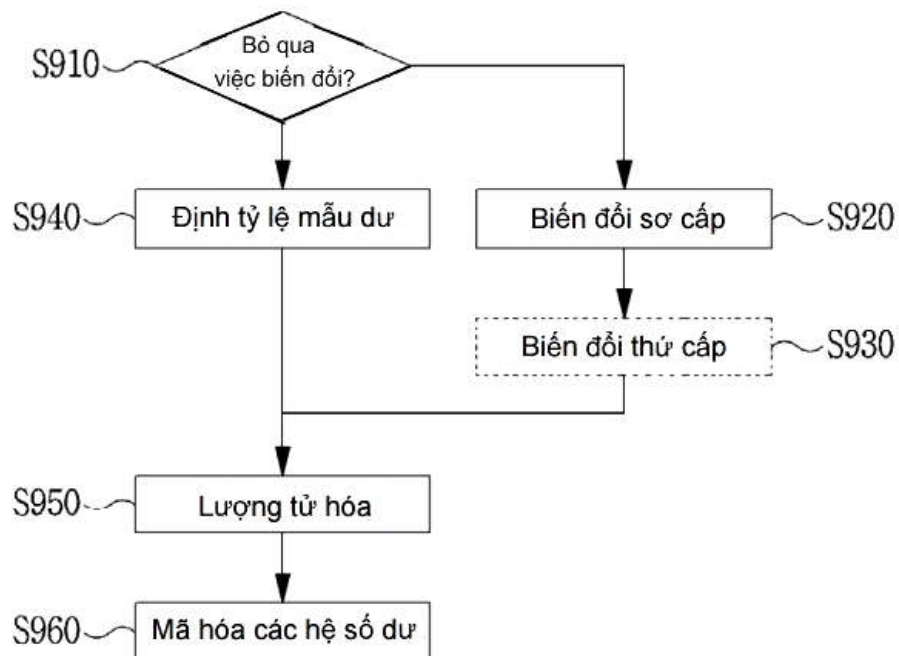 S910
Bỏ qua
việc biến đổi?
S940
Định tỷ lệ mẫu dư
Biến đổi sơ cấp
S920
Biến đổi thứ cấp
S930
S950
Lượng tử hóa
S960
Mã hóa các hệ số dư